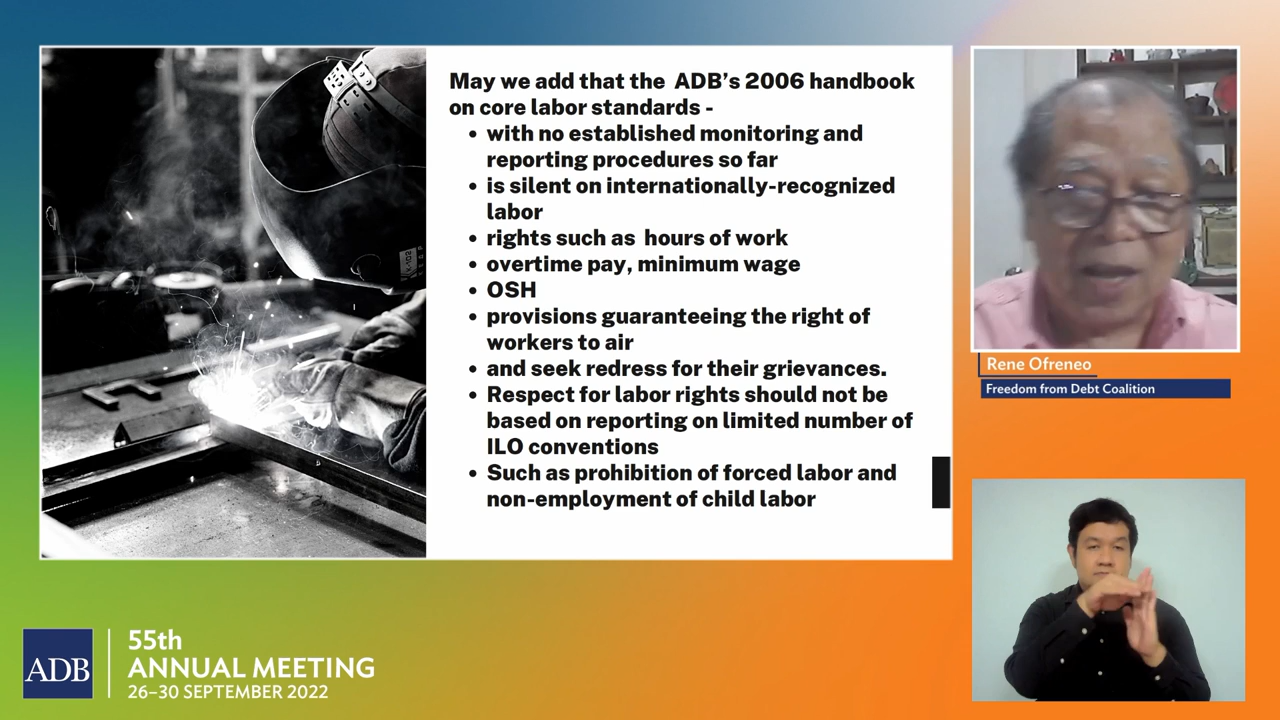 May we add that the ADB's 2006 handbook
on core labor standards -
• with no established monitoring and
reporting procedures so far
• is silent on internationally-recognized
labor
• rights such as hours of work
• overtime pay, minimum wage
• OSH
• provisions guaranteeing the right of
workers to air
• and seek redress for their grievances.
• Respect for labor rights should not be
based on reporting on limited number of
ILO conventions
• Such as prohibition of forced labor and
non-employment of child labor
Rene Ofreneo
Freedom from Debt Coalition
ADB
55th
ANNUAL MEETING
26–30 SEPTEMBER 2022